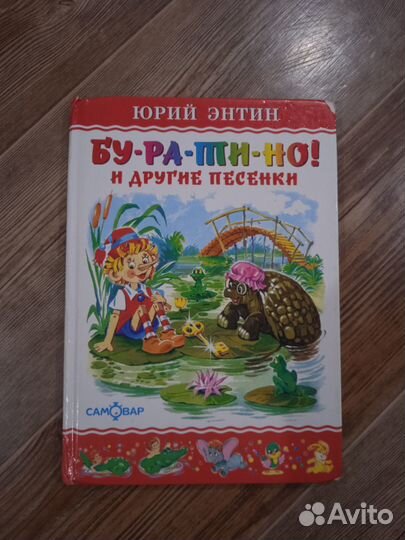 ЮРИЙ ЭНТИН
БУ-РА-ТИ-НО!
И ДРУГИЕ ПЕСЕНКИ
САМОВАР
Avito